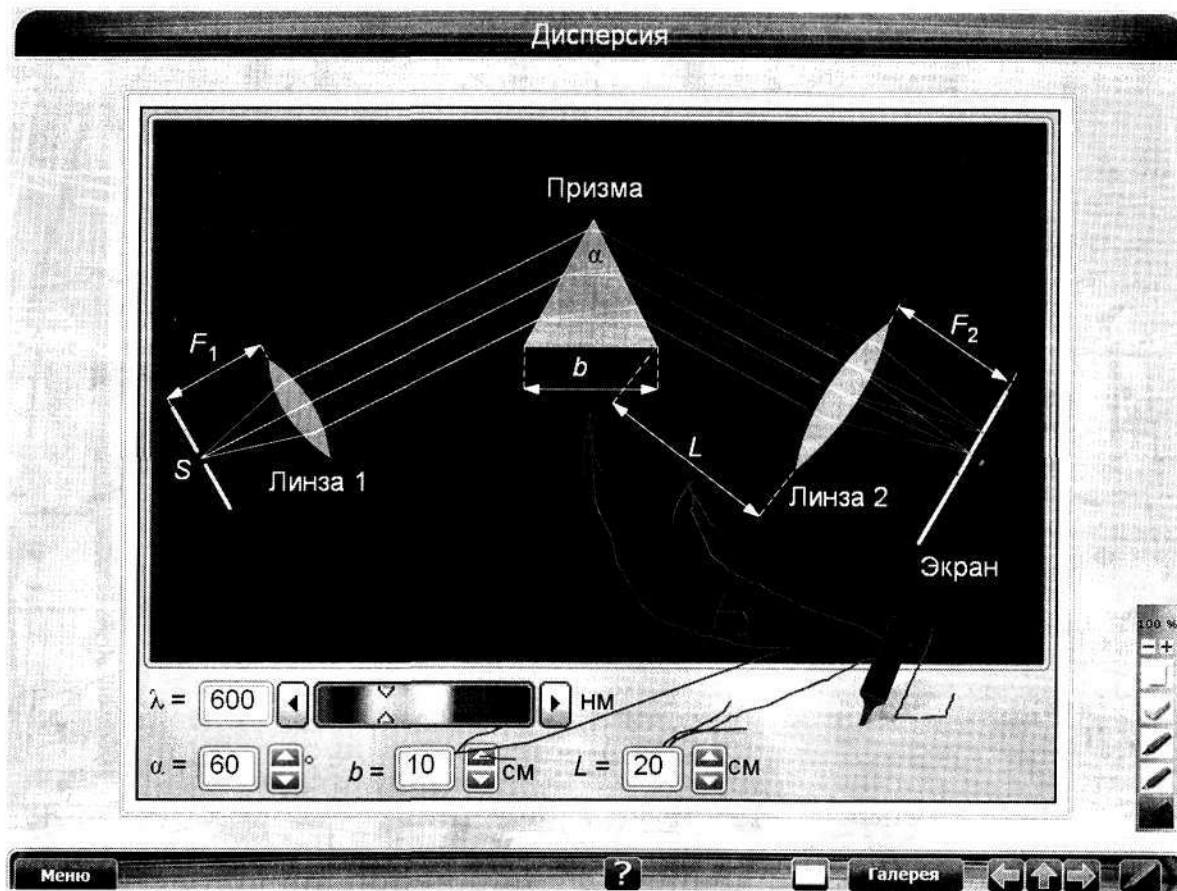 Дисперсия
Призма
α
F1
F2
b
L
S
Линза 1
Линза 2
Экран
λ = 600 нм
α = 60 ° b = 10 см L = 20 см
100 %
Меню
?
Галерея